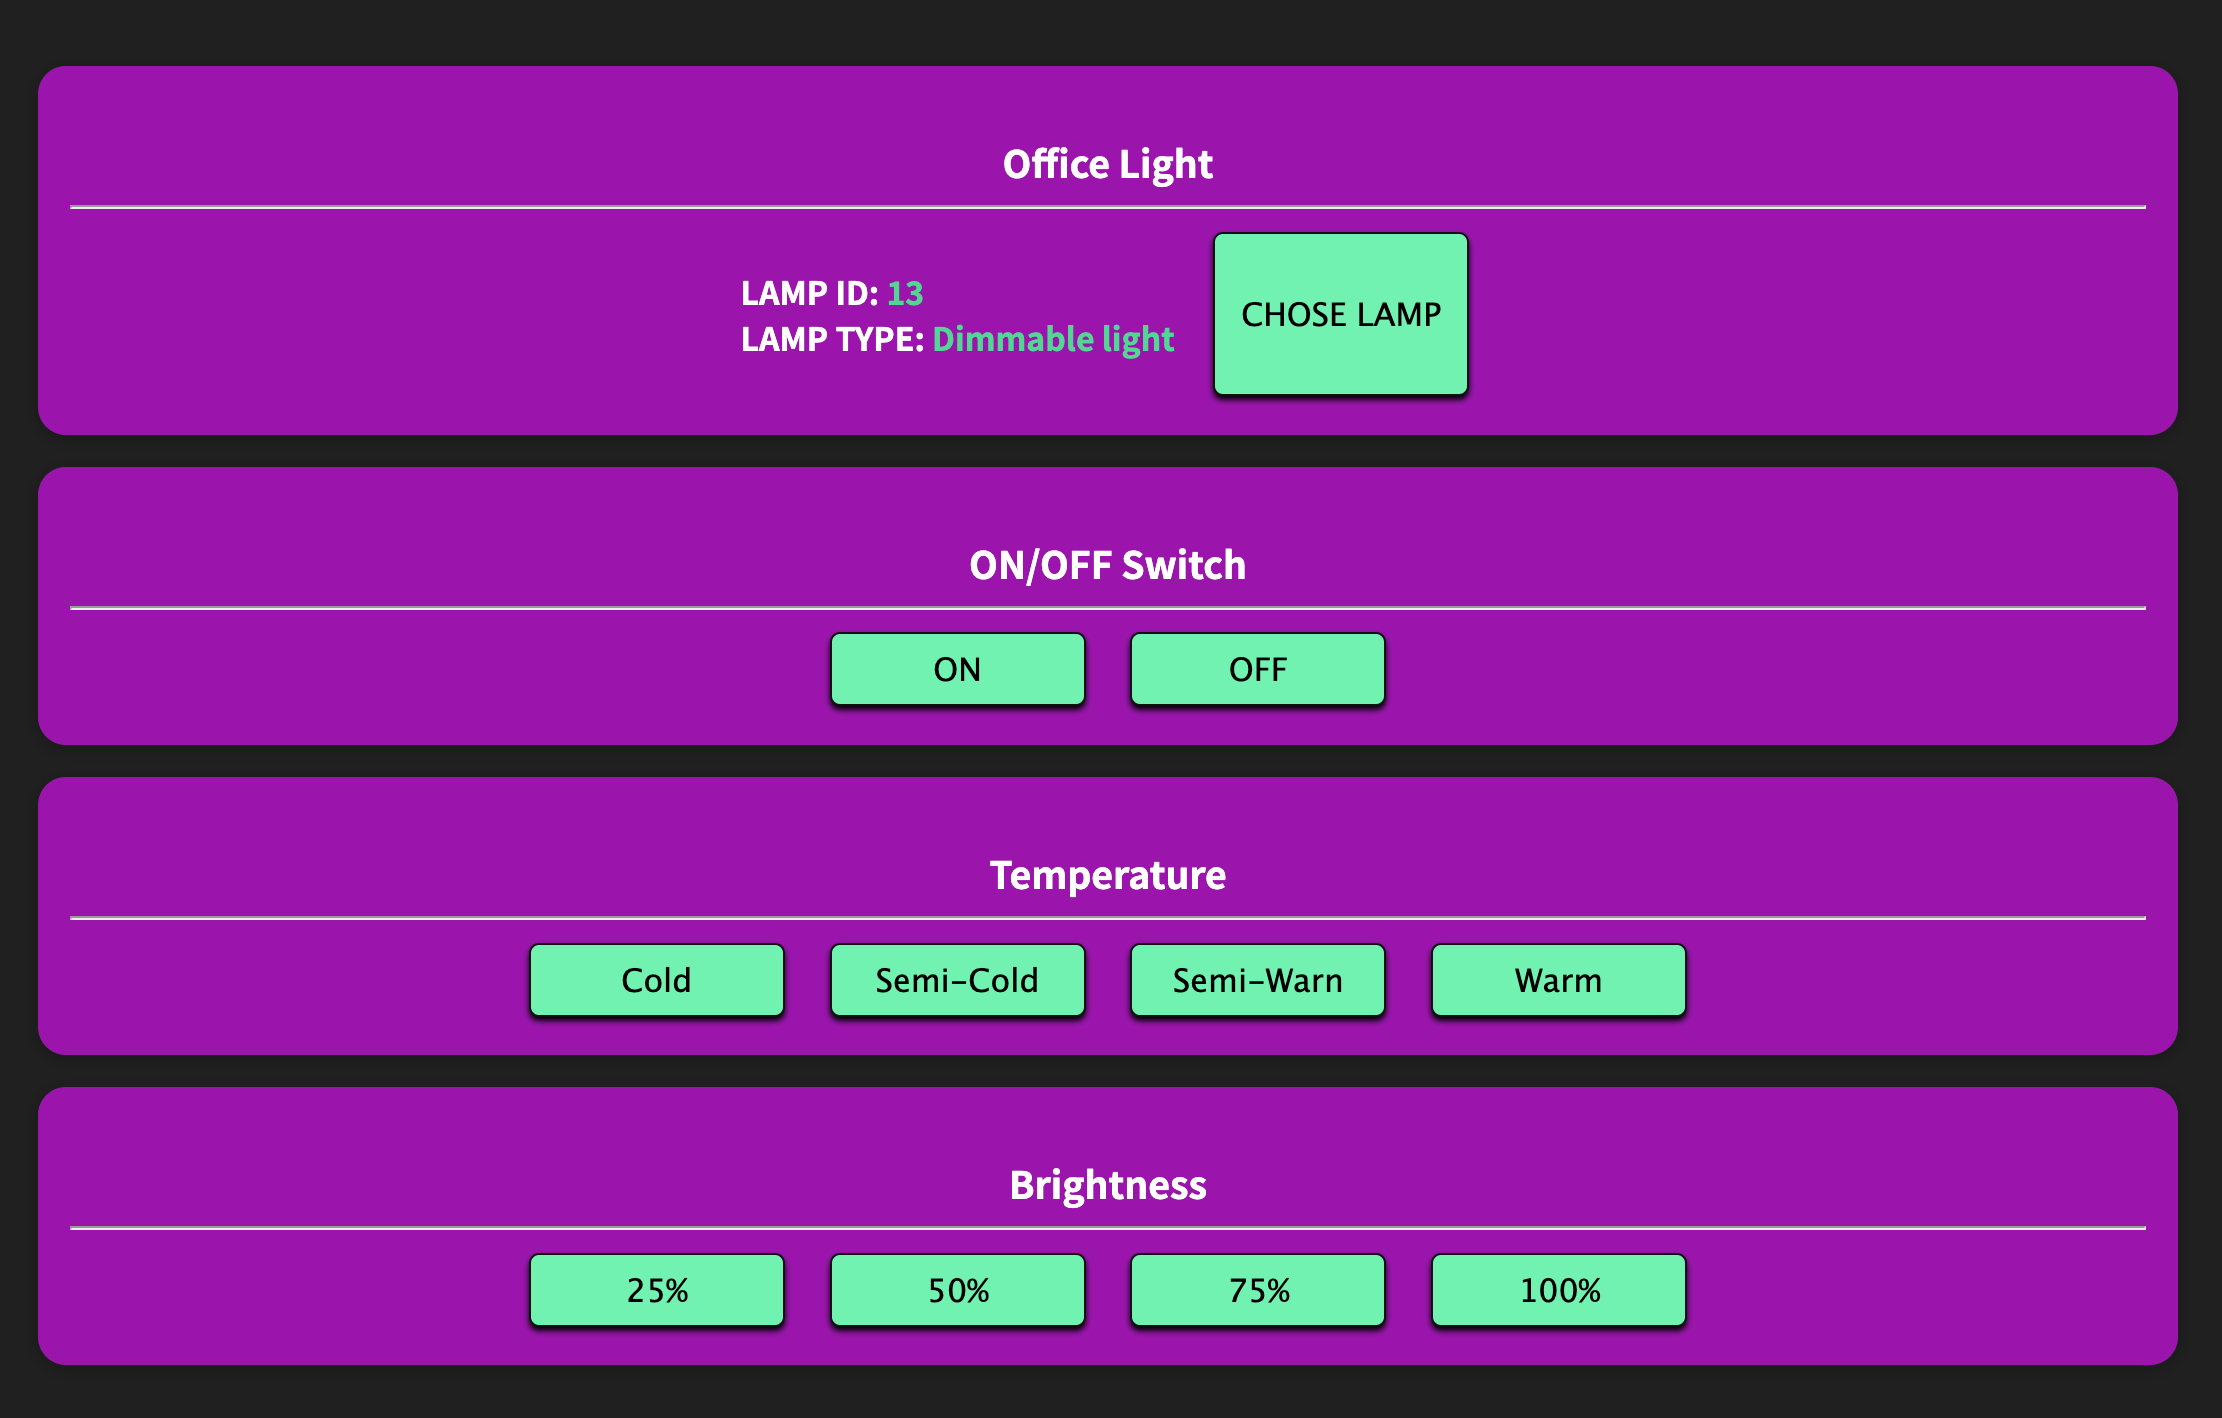 Office Light
LAMP ID: 13
LAMP TYPE: Dimmable light
CHOSE LAMP
ON/OFF Switch
ON OFF
Temperature
Cold Semi-Cold Semi-Warn Warm
Brightness
25% 50% 75% 100%